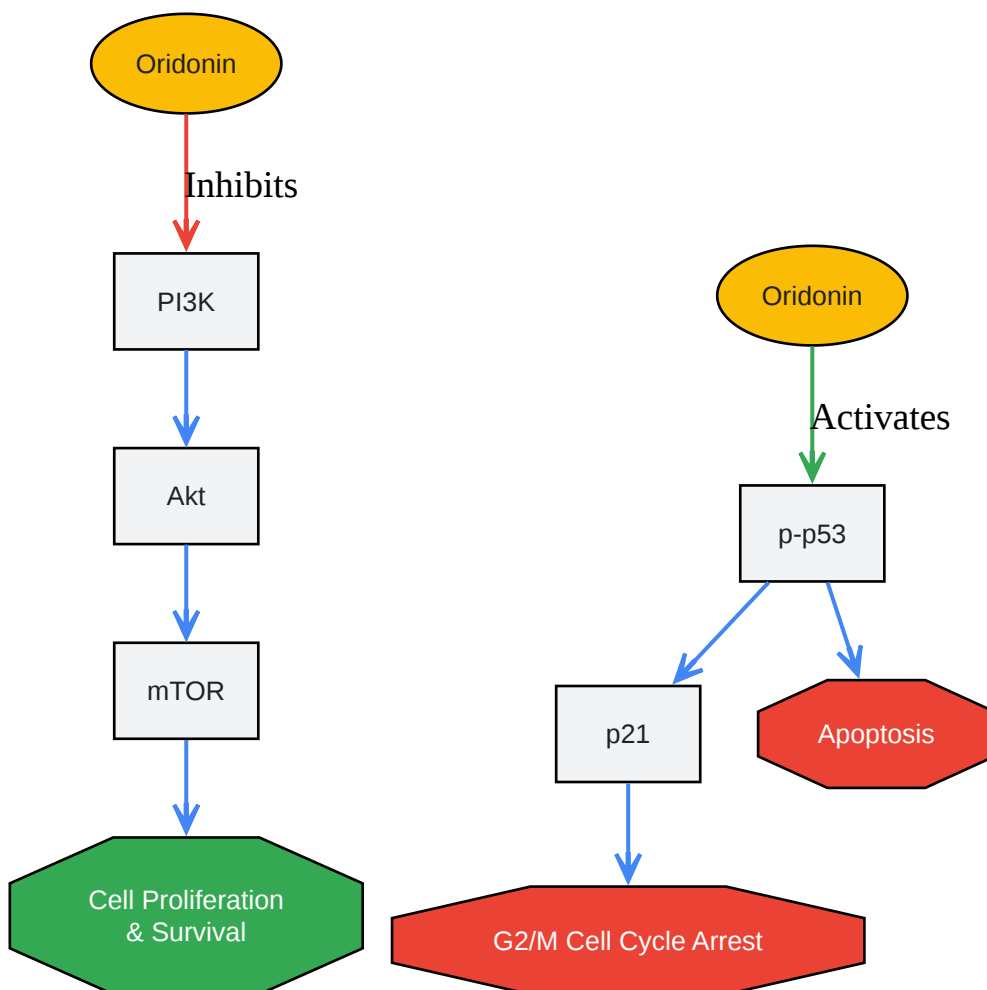 Oridonin
Inhibits
PI3K
Akt
mTOR
Cell Proliferation
& Survival
Oridonin
Activates
p-p53
p21
Apoptosis
G2/M Cell Cycle Arrest